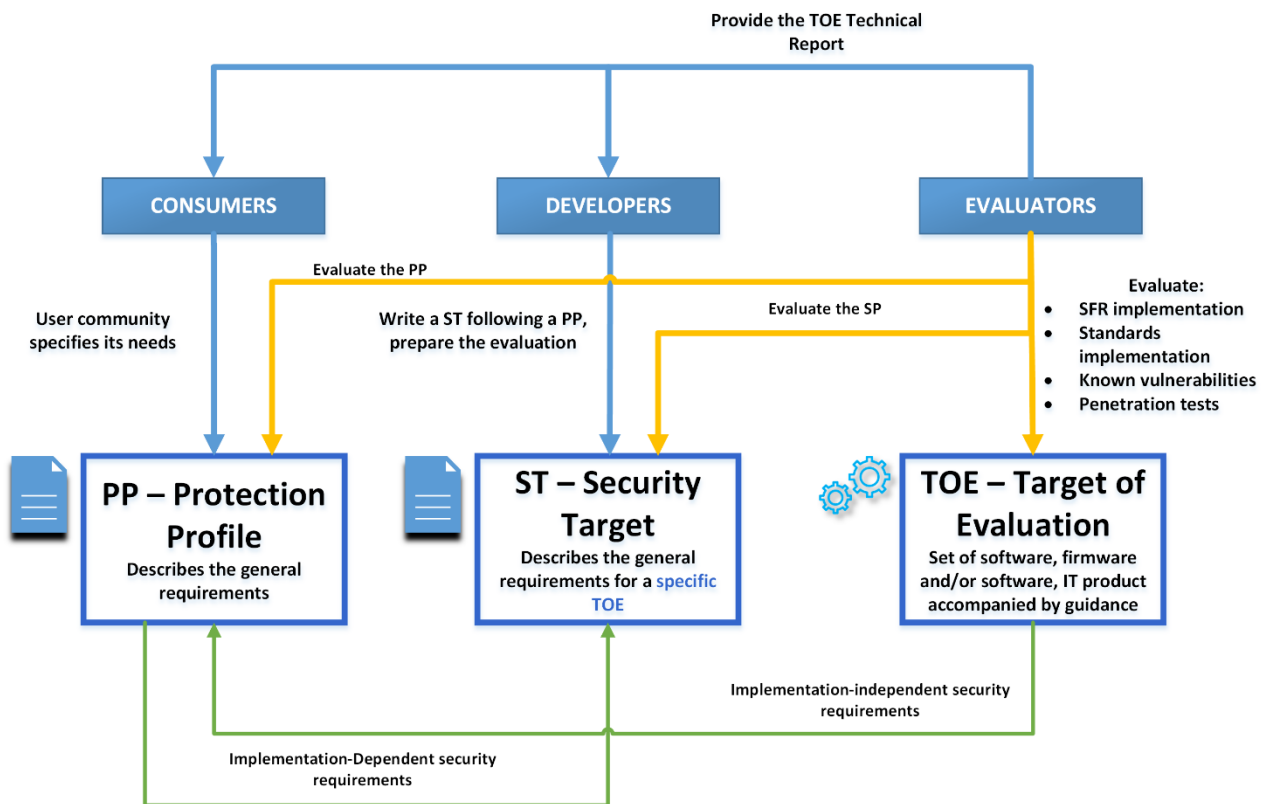 Provide the TOE Technical
Report
CONSUMERS
DEVELOPERS
EVALUATORS
Evaluate the PP
Evaluate the SP
User community
specifies its needs
Write a ST following a PP,
prepare the evaluation
Evaluate:
• SFR implementation
• Standards
implementation
• Known vulnerabilities
• Penetration tests
PP – Protection
Profile
Describes the general
requirements
ST – Security
Target
Describes the general
requirements for a specific
TOE
TOE – Target of
Evaluation
Set of software, firmware
and/or software, IT product
accompanied by guidance
Implementation-independent security
requirements
Implementation-Dependent security
requirements